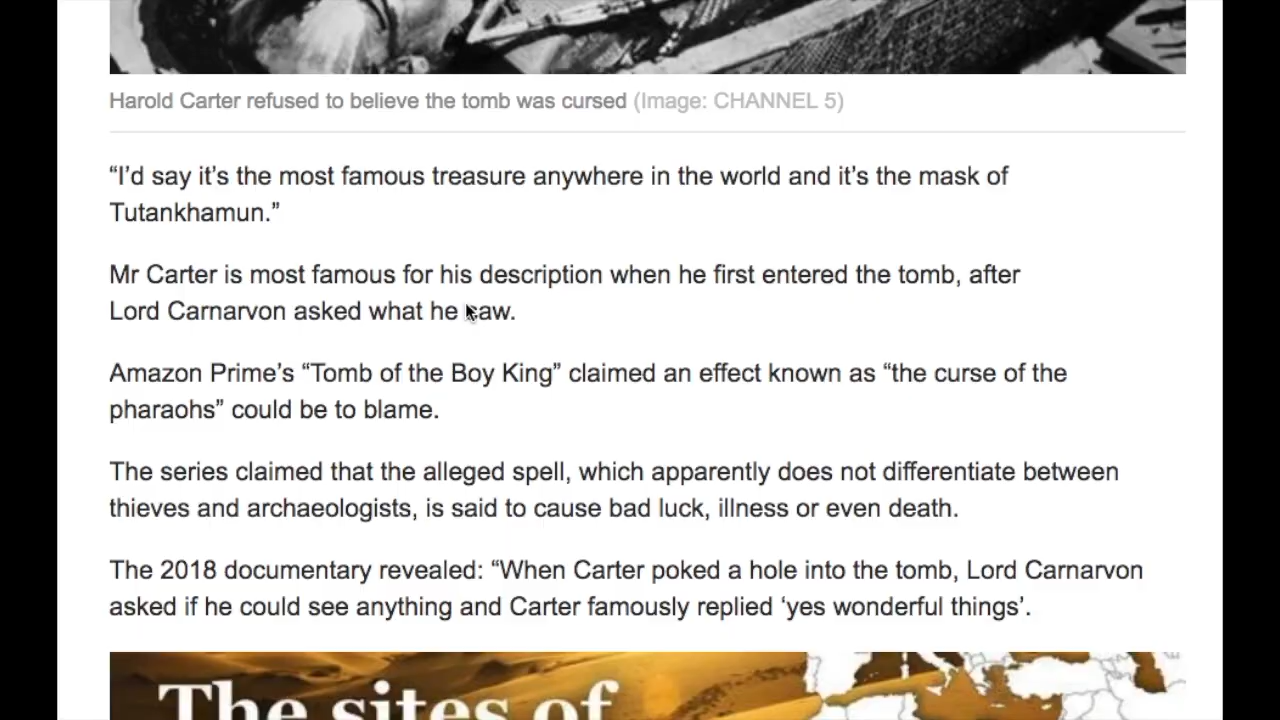 Harold Carter refused to believe the tomb was cursed (Image: CHANNEL 5)
“I’d say it’s the most famous treasure anywhere in the world and it’s the mask of
Tutankhamun.”
Mr Carter is most famous for his description when he first entered the tomb, after
Lord Carnarvon asked what he saw.
Amazon Prime’s “Tomb of the Boy King” claimed an effect known as “the curse of the
pharaohs” could be to blame.
The series claimed that the alleged spell, which apparently does not differentiate between
thieves and archaeologists, is said to cause bad luck, illness or even death.
The 2018 documentary revealed: “When Carter poked a hole into the tomb, Lord Carnarvon
asked if he could see anything and Carter famously replied ‘yes wonderful things’.
The sites of